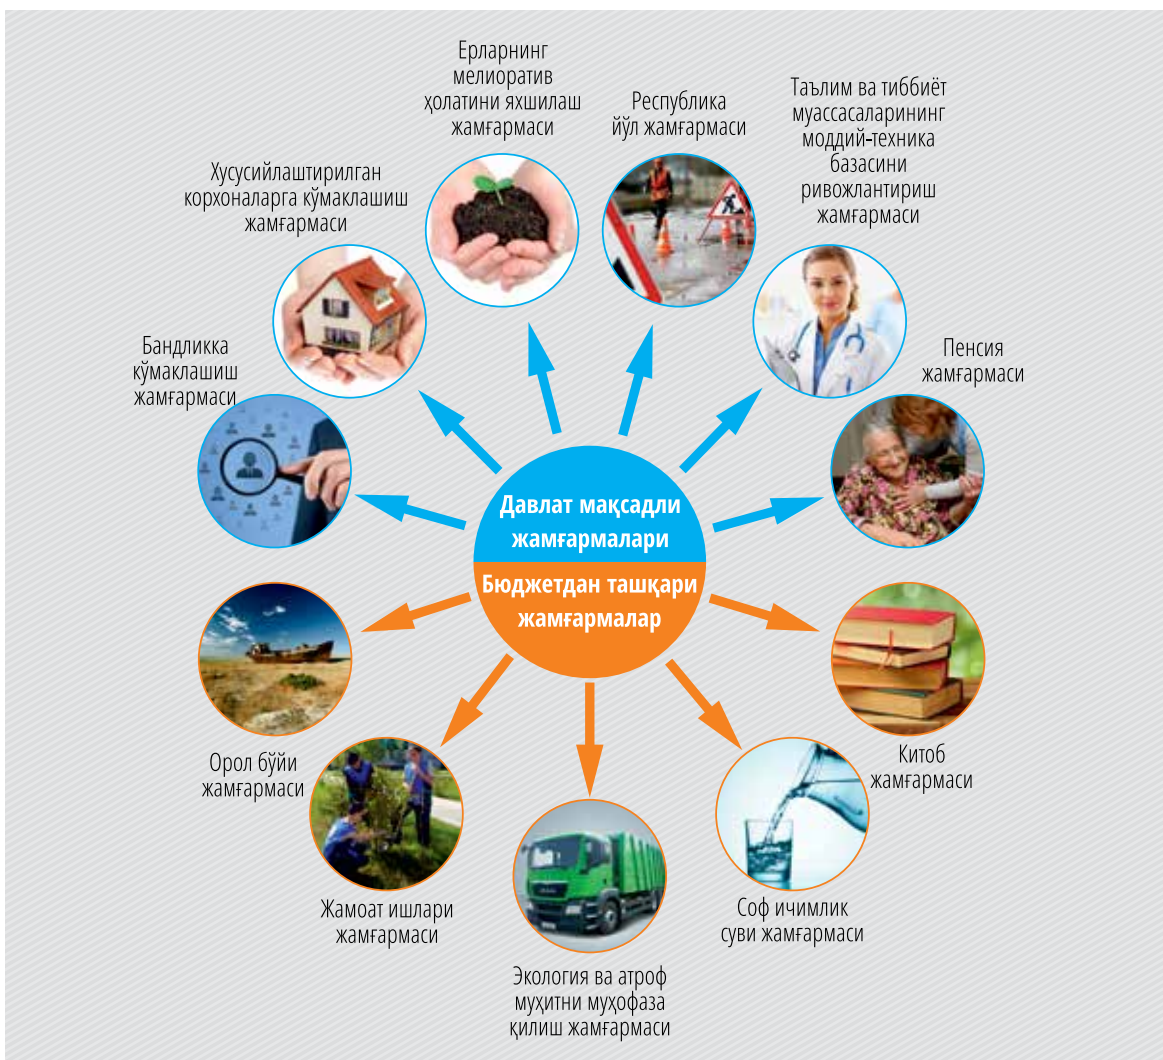 Ерларнинг
мелиоратив
ҳолатини яхшилаш
жамғармаси
Республика
йўл жамғармаси
Таълим ва тиббиёт
муассасаларининг
моддий-техника
базасини
ривожлантириш
жамғармаси
Хусусийлаштирилган
корхоналарга кўмаклашиш
жамғармаси
Бандликка
кўмаклашиш
жамғармаси
Пенсия
жамғармаси
Давлат мақсадли
жамғармалари
Бюджетдан ташқари
жамғармалар
Орол бўйи
жамғармаси
Китоб
жамғармаси
Жамоат ишлари
жамғармаси
Соф ичимлик
суви жамғармаси
Экология ва атроф
муҳитни муҳофаза
қилиш жамғармаси